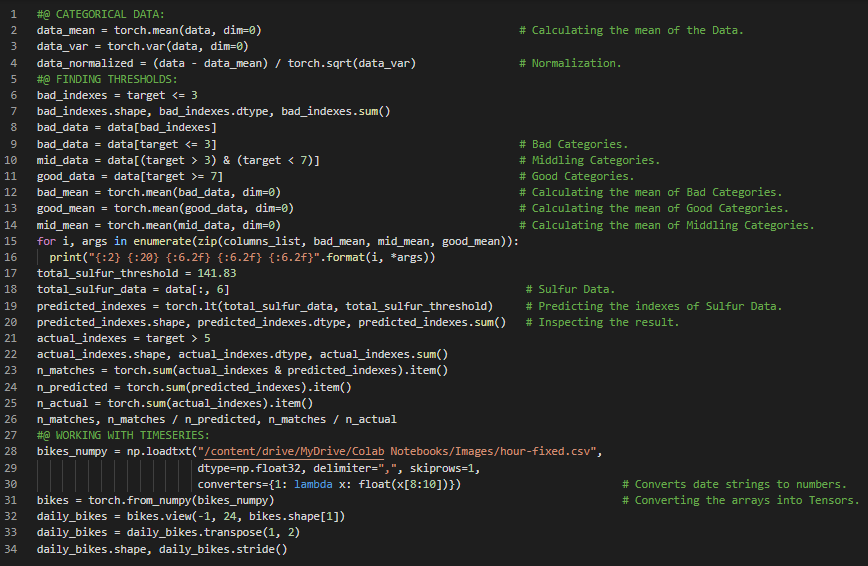 1 #@ CATEGORICAL DATA:
2 data_mean = torch.mean(data, dim=0) # Calculating the mean of the Data.
3 data_var = torch.var(data, dim=0)
4 data_normalized = (data - data_mean) / torch.sqrt(data_var) # Normalization.
5 #@ FINDING THRESHOLDS:
6 bad_indexes = target <= 3
7 bad_indexes.shape, bad_indexes.dtype, bad_indexes.sum()
8 bad_data = data[bad_indexes]
9 bad_data = data[target <= 3] # Bad Categories.
10 mid_data = data[(target > 3) & (target < 7)] # Middling Categories.
11 good_data = data[target >= 7] # Good Categories.
12 bad_mean = torch.mean(bad_data, dim=0) # Calculating the mean of Bad Categories.
13 good_mean = torch.mean(good_data, dim=0) # Calculating the mean of Good Categories.
14 mid_mean = torch.mean(mid_data, dim=0) # Calculating the mean of Middling Categories.
15 for i, args in enumerate(zip(columns_list, bad_mean, mid_mean, good_mean)):
16 print("{:2} {:20} {:6.2f} {:6.2f} {:6.2f}".format(i, *args))
17 total_sulfur_threshold = 141.83
18 total_sulfur_data = data[:, 6] # Sulfur Data.
19 predicted_indexes = torch.lt(total_sulfur_data, total_sulfur_threshold) # Predicting the indexes of Sulfur Data.
20 predicted_indexes.shape, predicted_indexes.dtype, predicted_indexes.sum() # Inspecting the result.
21 actual_indexes = target > 5
22 actual_indexes.shape, actual_indexes.dtype, actual_indexes.sum()
23 n_matches = torch.sum(actual_indexes & predicted_indexes).item()
24 n_predicted = torch.sum(predicted_indexes).item()
25 n_actual = torch.sum(actual_indexes).item()
26 n_matches, n_matches / n_predicted, n_matches / n_actual
27 #@ WORKING WITH TIMESERIES:
28 bikes_numpy = np.loadtxt("/content/drive/MyDrive/Colab Notebooks/Images/hour-fixed.csv",
29 dtype=np.float32, delimiter=",", skiprows=1,
30 converters={1: lambda x: float(x[8:10])}) # Converts date strings to numbers.
31 bikes = torch.from_numpy(bikes_numpy) # Converting the arrays into Tensors.
32 daily_bikes = bikes.view(-1, 24, bikes.shape[1])
33 daily_bikes = daily_bikes.transpose(1, 2)
34 daily_bikes.shape, daily_bikes.stride()